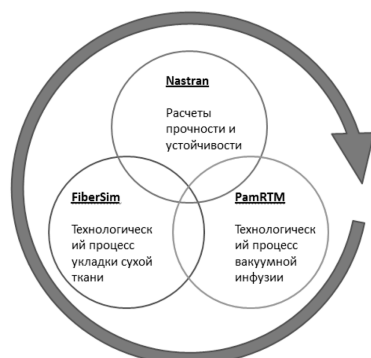 Nastran
Расчеты
прочности и
устойчивости
FiberSim
Технологическ
ий процесс
укладки сухой
ткани
PamRTM
Технологическ
ий процесс
вакуумной
инфузии